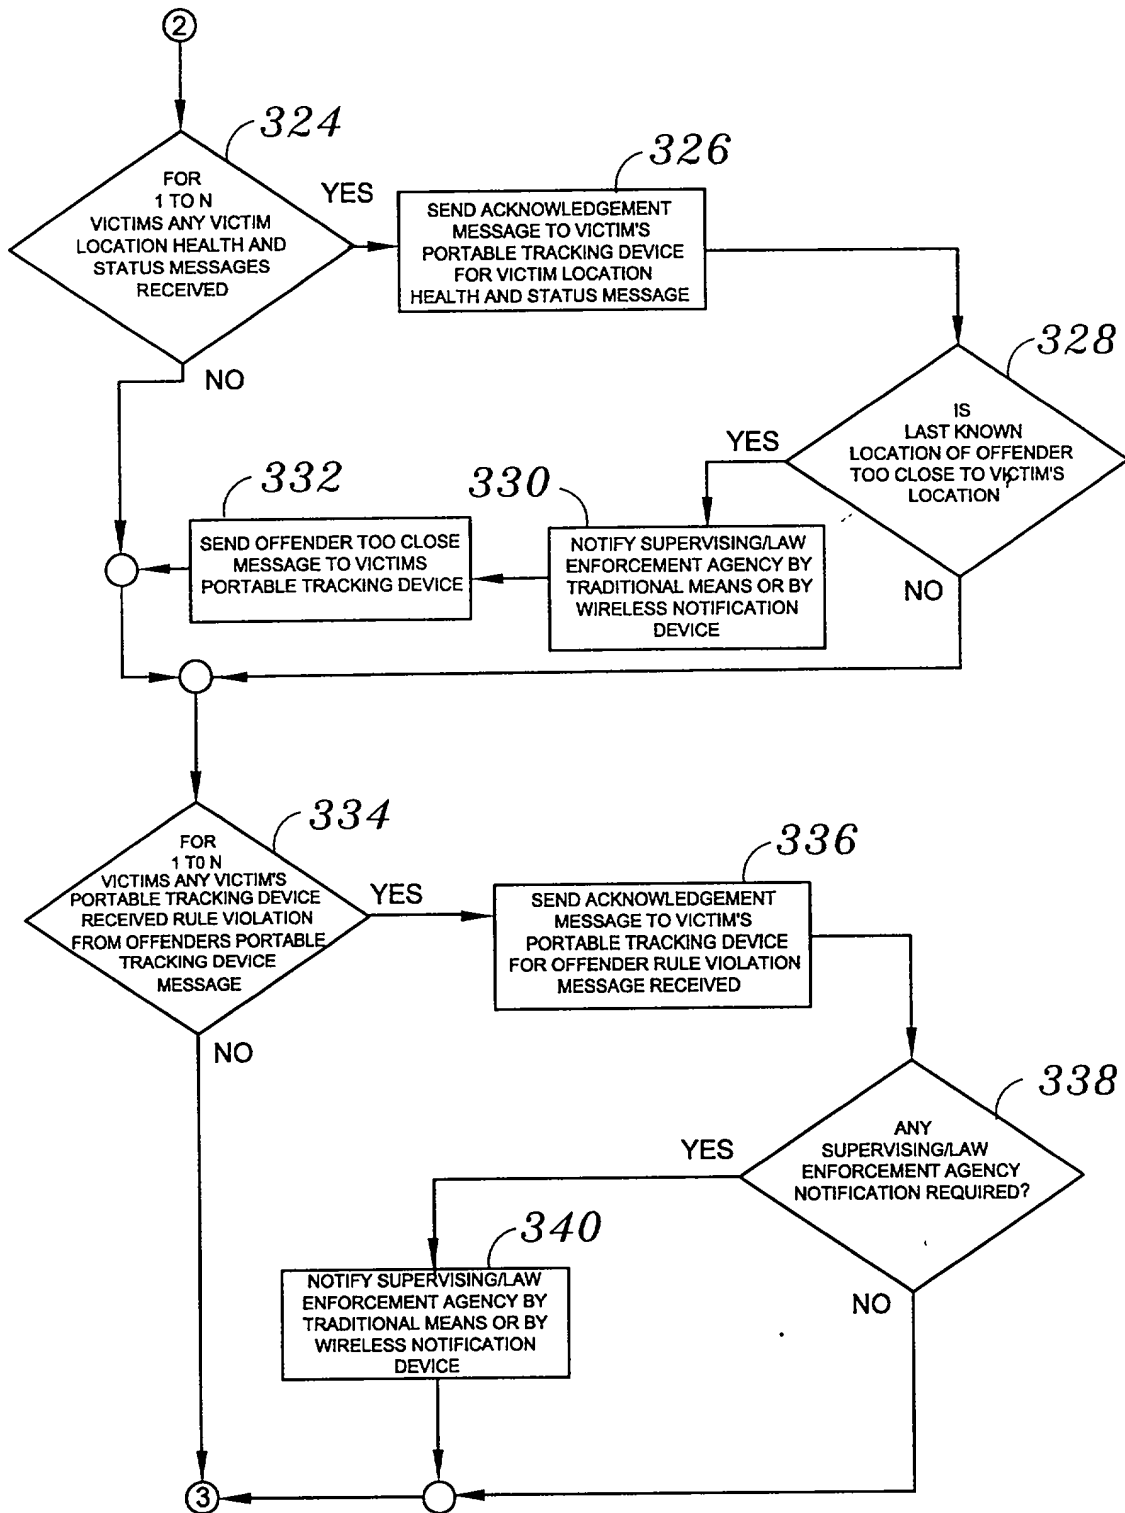 2
324
FOR
1 TO N
VICTIMS ANY VICTIM
LOCATION HEALTH AND
STATUS MESSAGES
RECEIVED
YES
NO
326
SEND ACKNOWLEDGEMENT
MESSAGE TO VICTIM'S
PORTABLE TRACKING DEVICE
FOR VICTIM LOCATION
HEALTH AND STATUS MESSAGE
328
IS
LAST KNOWN
LOCATION OF OFFENDER
TOO CLOSE TO VICTIM'S
LOCATION?
YES
NO
330
NOTIFY SUPERVISING/LAW
ENFORCEMENT AGENCY BY
TRADITIONAL MEANS OR BY
WIRELESS NOTIFICATION
DEVICE
332
SEND OFFENDER TOO CLOSE
MESSAGE TO VICTIMS
PORTABLE TRACKING DEVICE
334
FOR
1 TO N
VICTIMS ANY VICTIM'S
PORTABLE TRACKING DEVICE
RECEIVED RULE VIOLATION
FROM OFFENDERS PORTABLE
TRACKING DEVICE
MESSAGE
YES
NO
336
SEND ACKNOWLEDGEMENT
MESSAGE TO VICTIM'S
PORTABLE TRACKING DEVICE
FOR OFFENDER RULE VIOLATION
MESSAGE RECEIVED
338
ANY
SUPERVISING/LAW
ENFORCEMENT AGENCY
NOTIFICATION REQUIRED?
YES
NO
340
NOTIFY SUPERVISING/LAW
ENFORCEMENT AGENCY BY
TRADITIONAL MEANS OR BY
WIRELESS NOTIFICATION
DEVICE
3